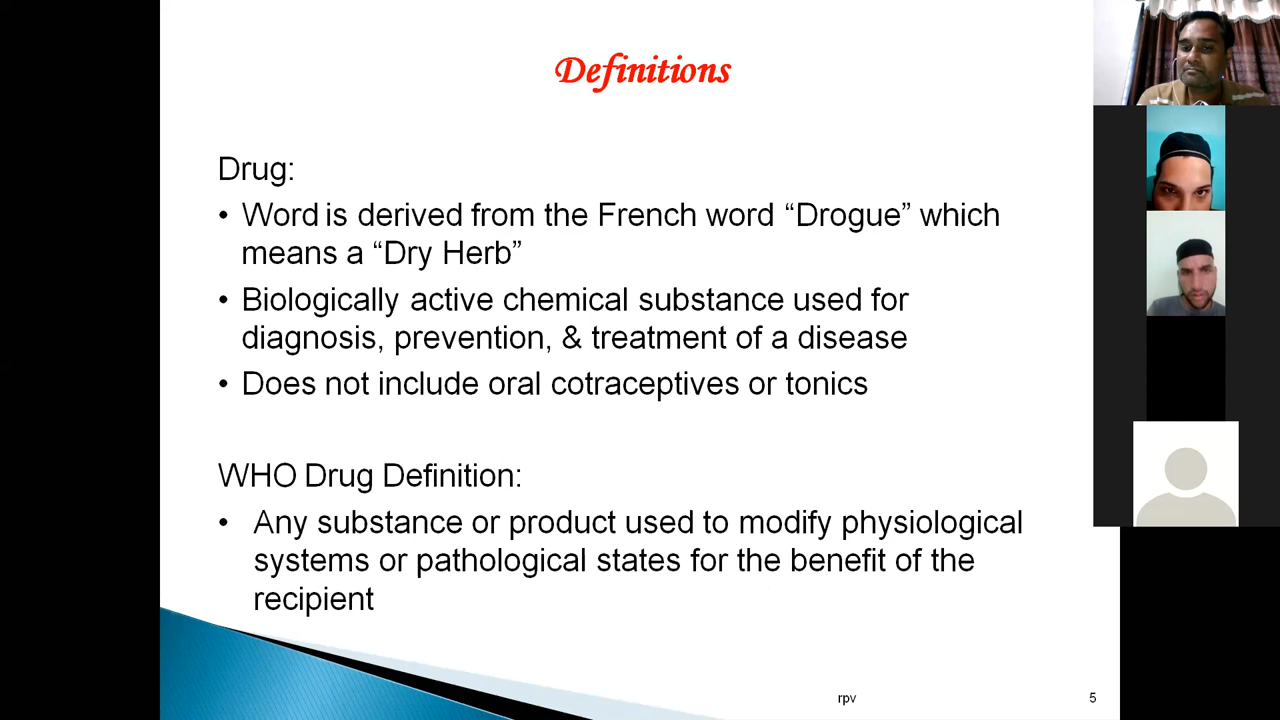 Definitions
Drug:
• Word is derived from the French word “Drogue” which
means a “Dry Herb”
• Biologically active chemical substance used for
diagnosis, prevention, & treatment of a disease
• Does not include oral cotraceptives or tonics
WHO Drug Definition:
• Any substance or product used to modify physiological
systems or pathological states for the benefit of the
recipient
rpv 5